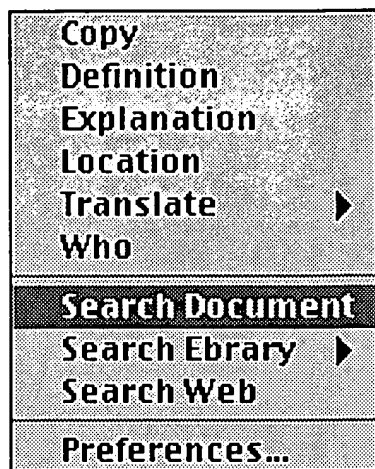 Copy
Definition
Explanation
Location
Translate
Who
Search Document
Search Ebrary
Search Web
Preferences...